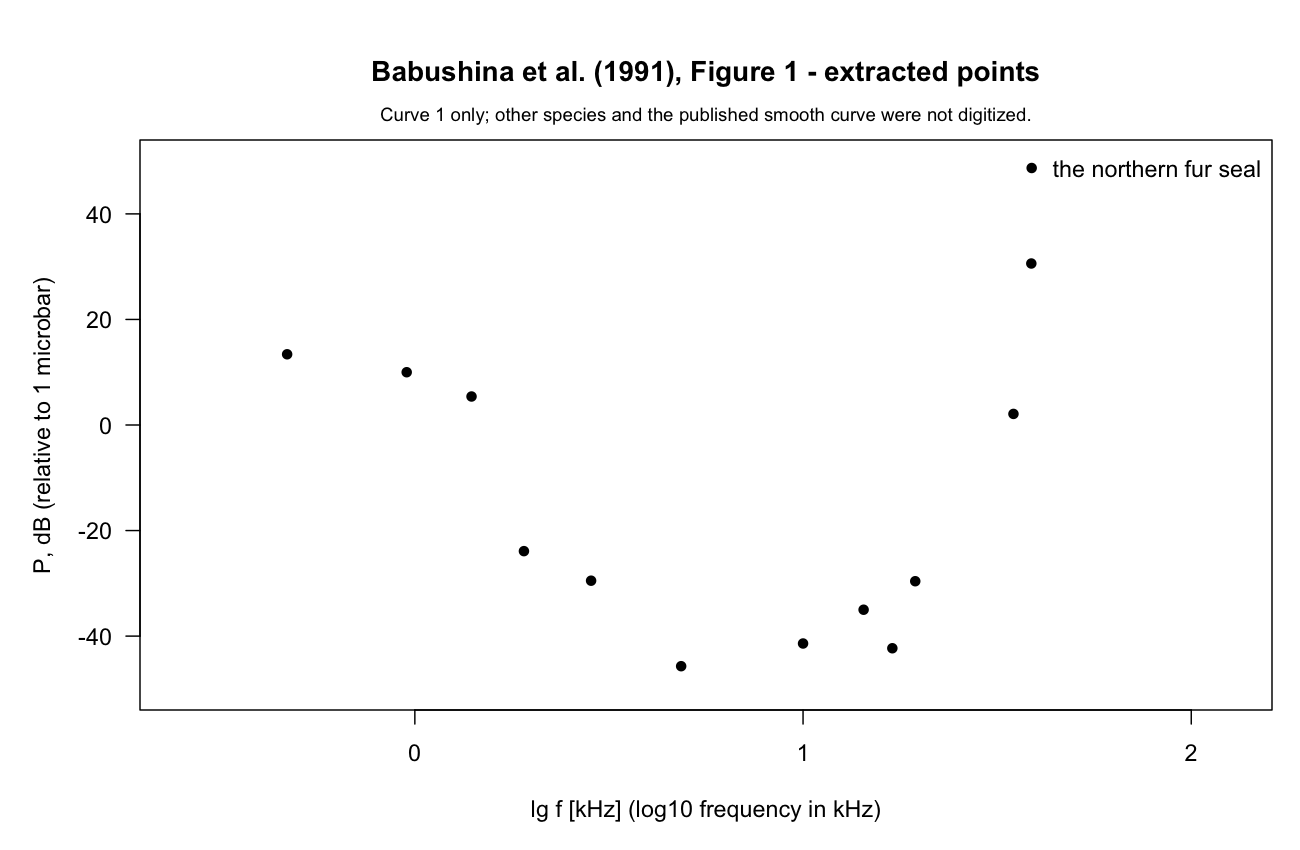 Babushina et al. (1991), Figure 1 - extracted points
Curve 1 only; other species and the published smooth curve were not digitized.
the northern fur seal
40
20
0
-20
-40
P, dB (relative to 1 microbar)
0
1
2
lg f [kHz] (log10 frequency in kHz)